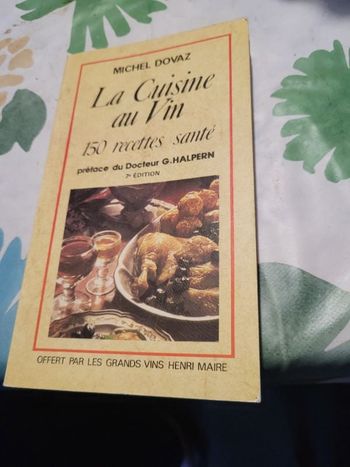 MICHEL DOVAZ
La Cuisine
au Vin
150 recettes santé
préface du Docteur G.HALPERN
7e ÉDITION
OFFERT PAR LES GRANDS VINS HENRI MAIRE